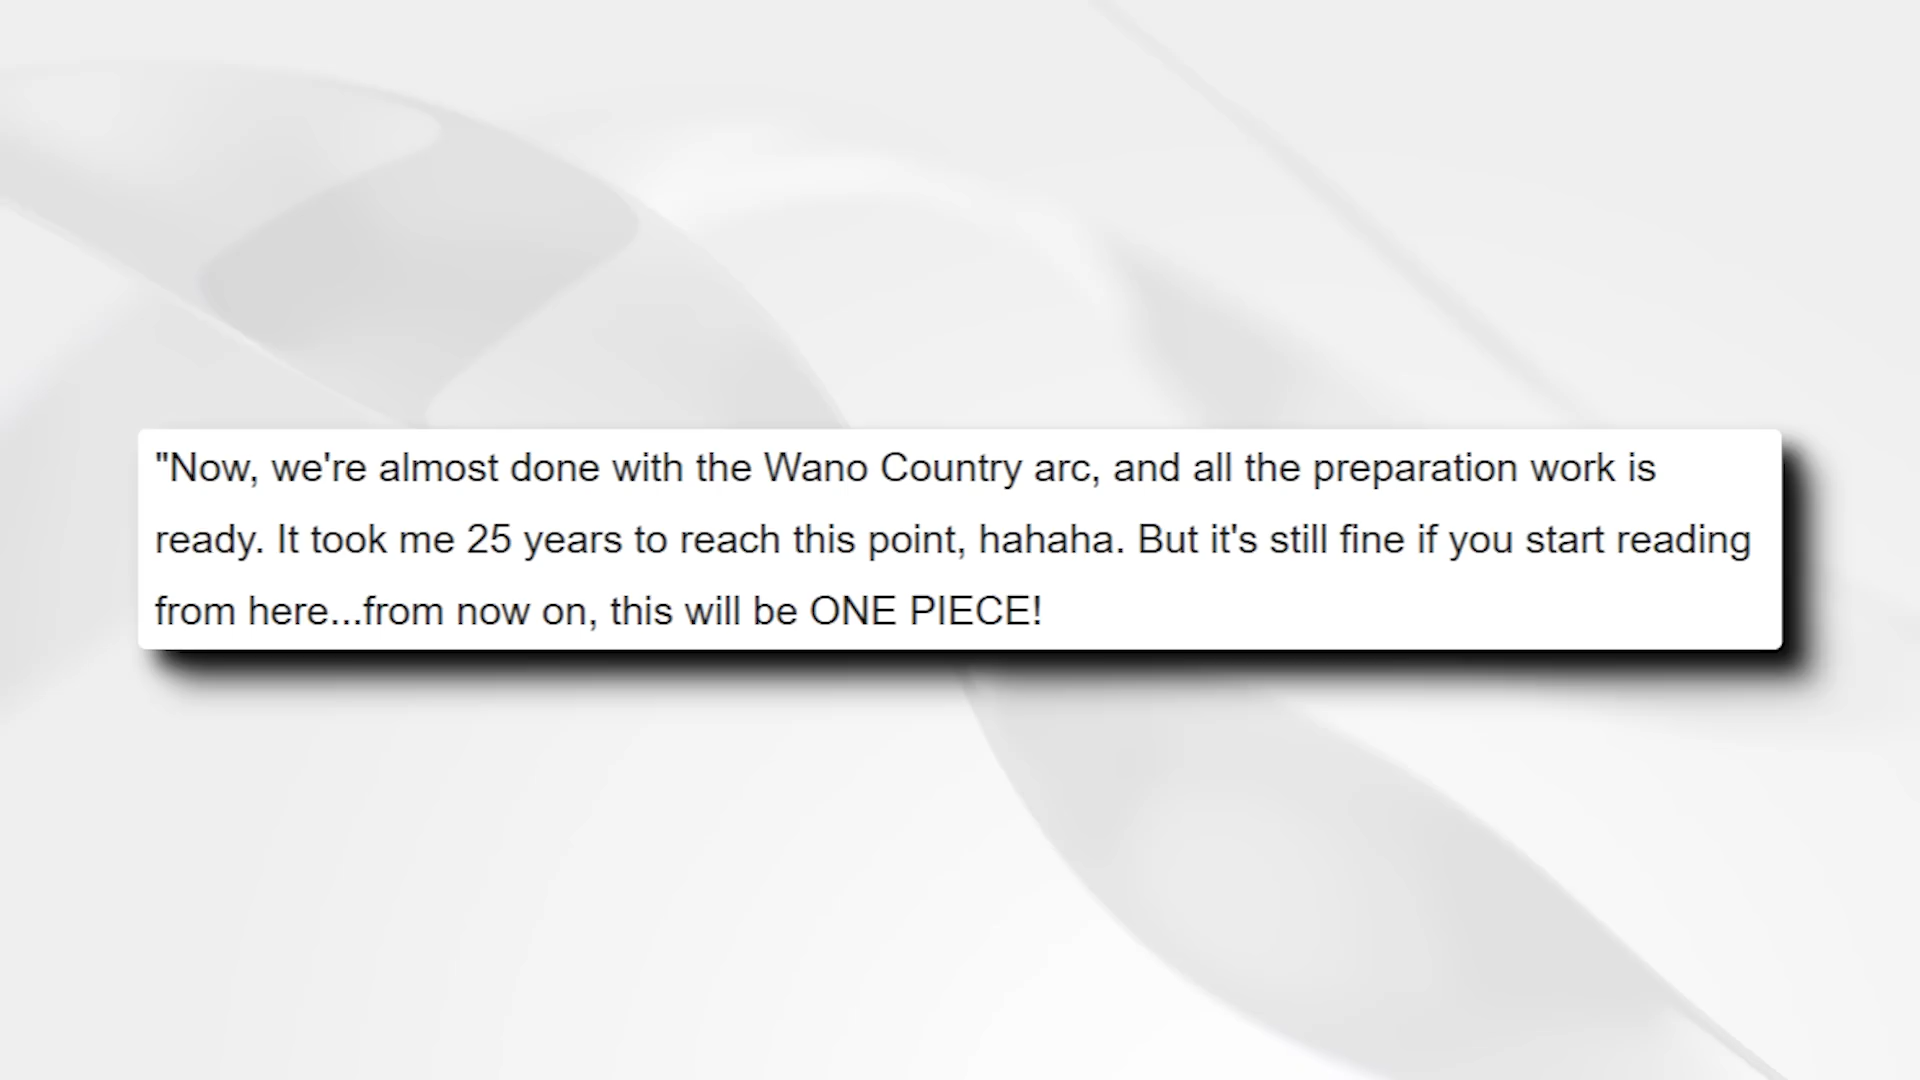 "Now, we're almost done with the Wano Country arc, and all the preparation work is
ready. It took me 25 years to reach this point, hahaha. But it's still fine if you start reading
from here...from now on, this will be ONE PIECE!